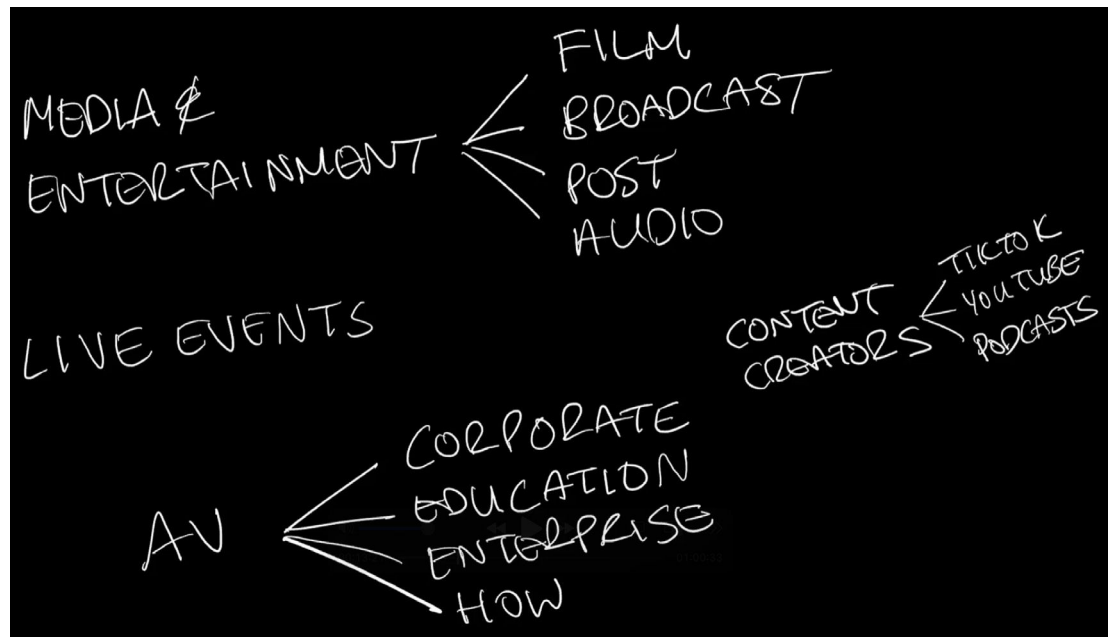 MEDIA &
ENTERTAINMENT
FILM
BROADCAST
POST
AUDIO
LIVE EVENTS
CONTENT
CREATORS
TIKTOK
YOUTUBE
PODCASTS
AV
CORPORATE
EDUCATION
ENTERPRISE
HOW